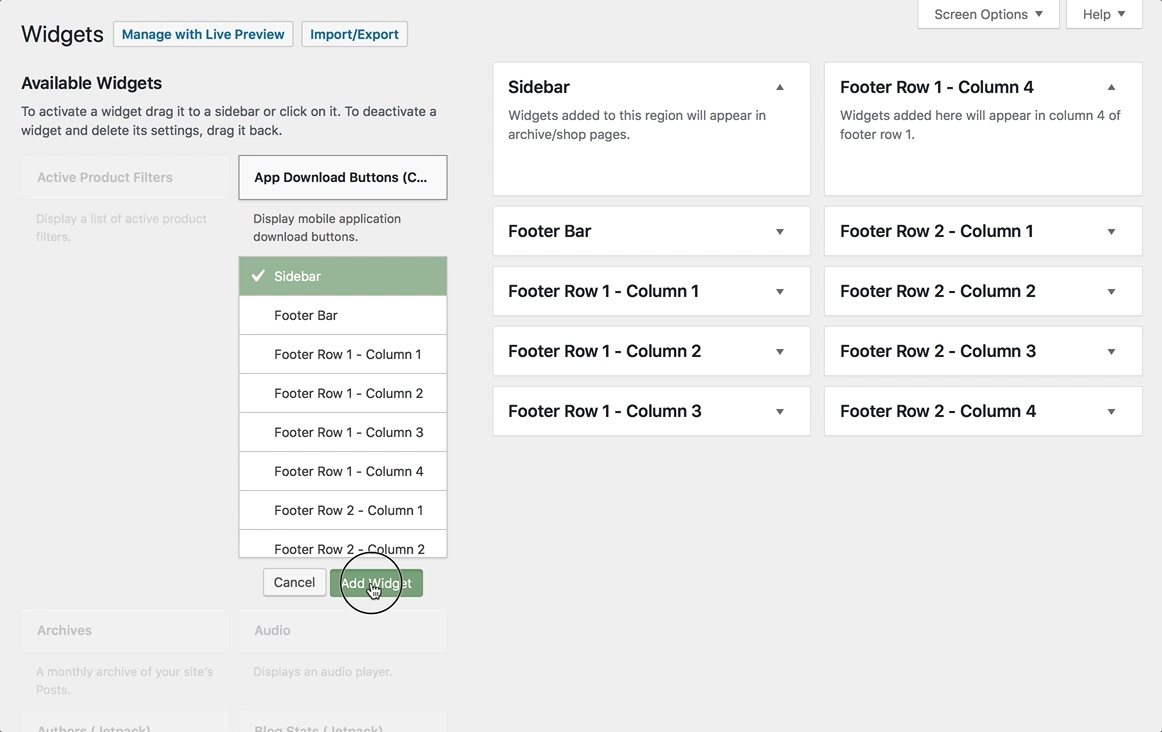 Widgets
Manage with Live Preview
Import/Export
Screen Options ▼
Help ▼
Available Widgets
To activate a widget drag it to a sidebar or click on it. To deactivate a
widget and delete its settings, drag it back.
Active Product Filters
Display a list of active product
filters.
App Download Buttons (C...
Display mobile application
download buttons.
Sidebar
Footer Bar
Footer Row 1 - Column 1
Footer Row 1 - Column 2
Footer Row 1 - Column 3
Footer Row 1 - Column 4
Footer Row 2 - Column 1
Footer Row 2 - Column 2
Cancel
Add Widget
Archives
A monthly archive of your site's
Posts.
Audio
Displays an audio player.
Authors (Jetpack)
Blog Stats (Jetpack)
Sidebar
Widgets added to this region will appear in
archive/shop pages.
Footer Bar
Footer Row 1 - Column 1
Footer Row 1 - Column 2
Footer Row 1 - Column 3
Footer Row 1 - Column 4
Widgets added here will appear in column 4 of
footer row 1.
Footer Row 2 - Column 1
Footer Row 2 - Column 2
Footer Row 2 - Column 3
Footer Row 2 - Column 4